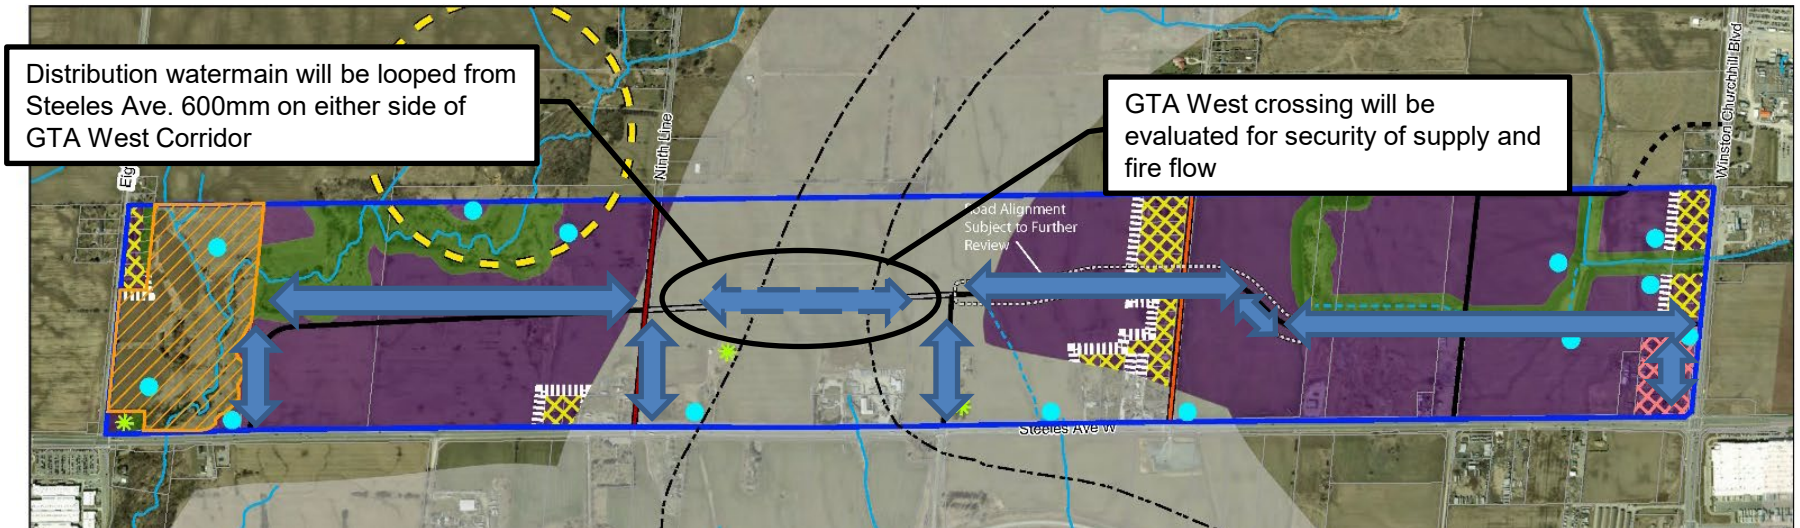 Distribution watermain will be looped from
Steeles Ave. 600mm on either side of
GTA West Corridor
GTA West crossing will be
evaluated for security of supply and
fire flow
Eig
Ninth Line
Winston Churchhill Blvd
Road Alignment
Subject to Further
Review
Steeles Ave W